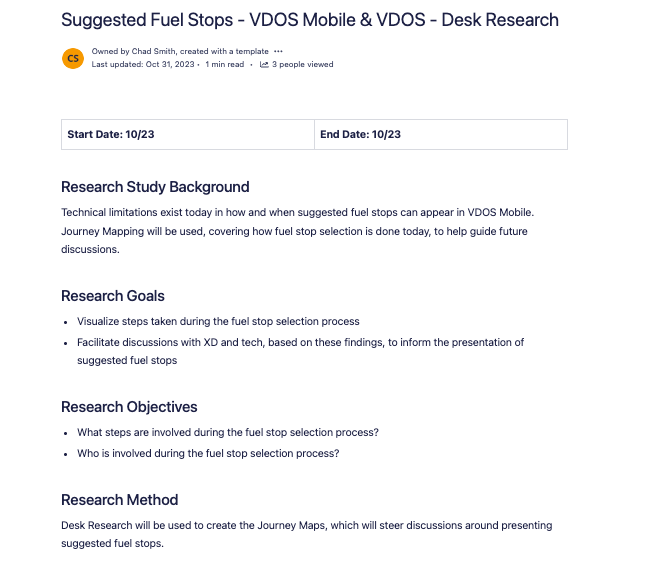 Suggested Fuel Stops - VDOS Mobile & VDOS - Desk Research
CS
Owned by Chad Smith, created with a template •••
Last updated: Oct 31, 2023 • 1 min read • 3 people viewed
Start Date: 10/23 End Date: 10/23
Research Study Background
Technical limitations exist today in how and when suggested fuel stops can appear in VDOS Mobile.
Journey Mapping will be used, covering how fuel stop selection is done today, to help guide future
discussions.
Research Goals
• Visualize steps taken during the fuel stop selection process
• Facilitate discussions with XD and tech, based on these findings, to inform the presentation of
suggested fuel stops
Research Objectives
• What steps are involved during the fuel stop selection process?
• Who is involved during the fuel stop selection process?
Research Method
Desk Research will be used to create the Journey Maps, which will steer discussions around presenting
suggested fuel stops.